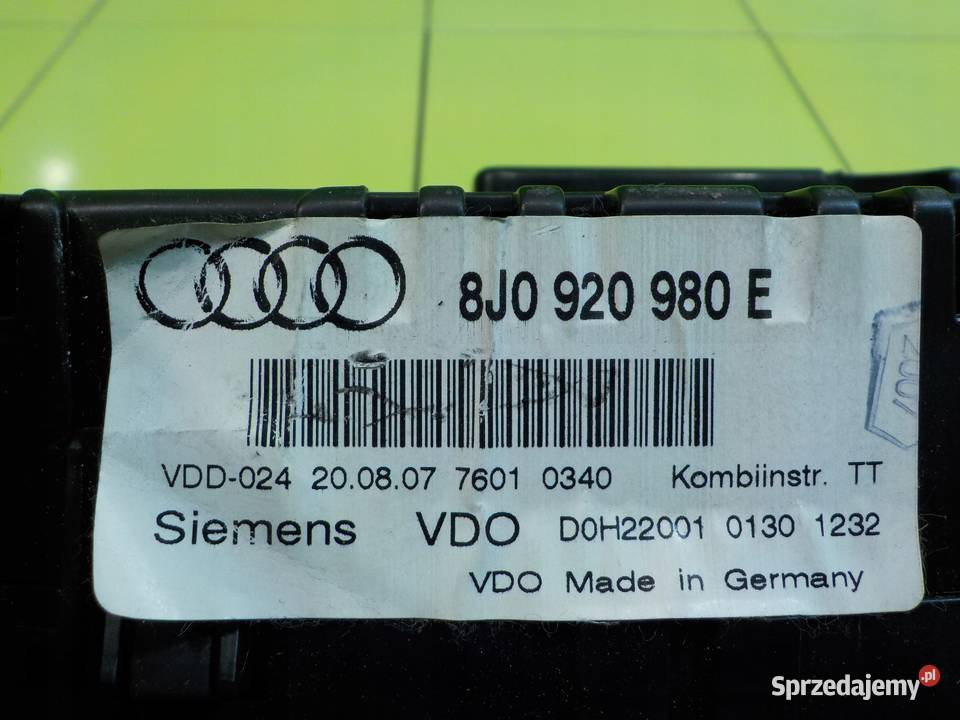 8J0 920 980 E
2007
VDD-024 20.08.07 7601 0340 Kombiinstr. TT
Siemens VDO D0H22001 0130 1232
VDO Made in Germany
Sprzedajemy.pl